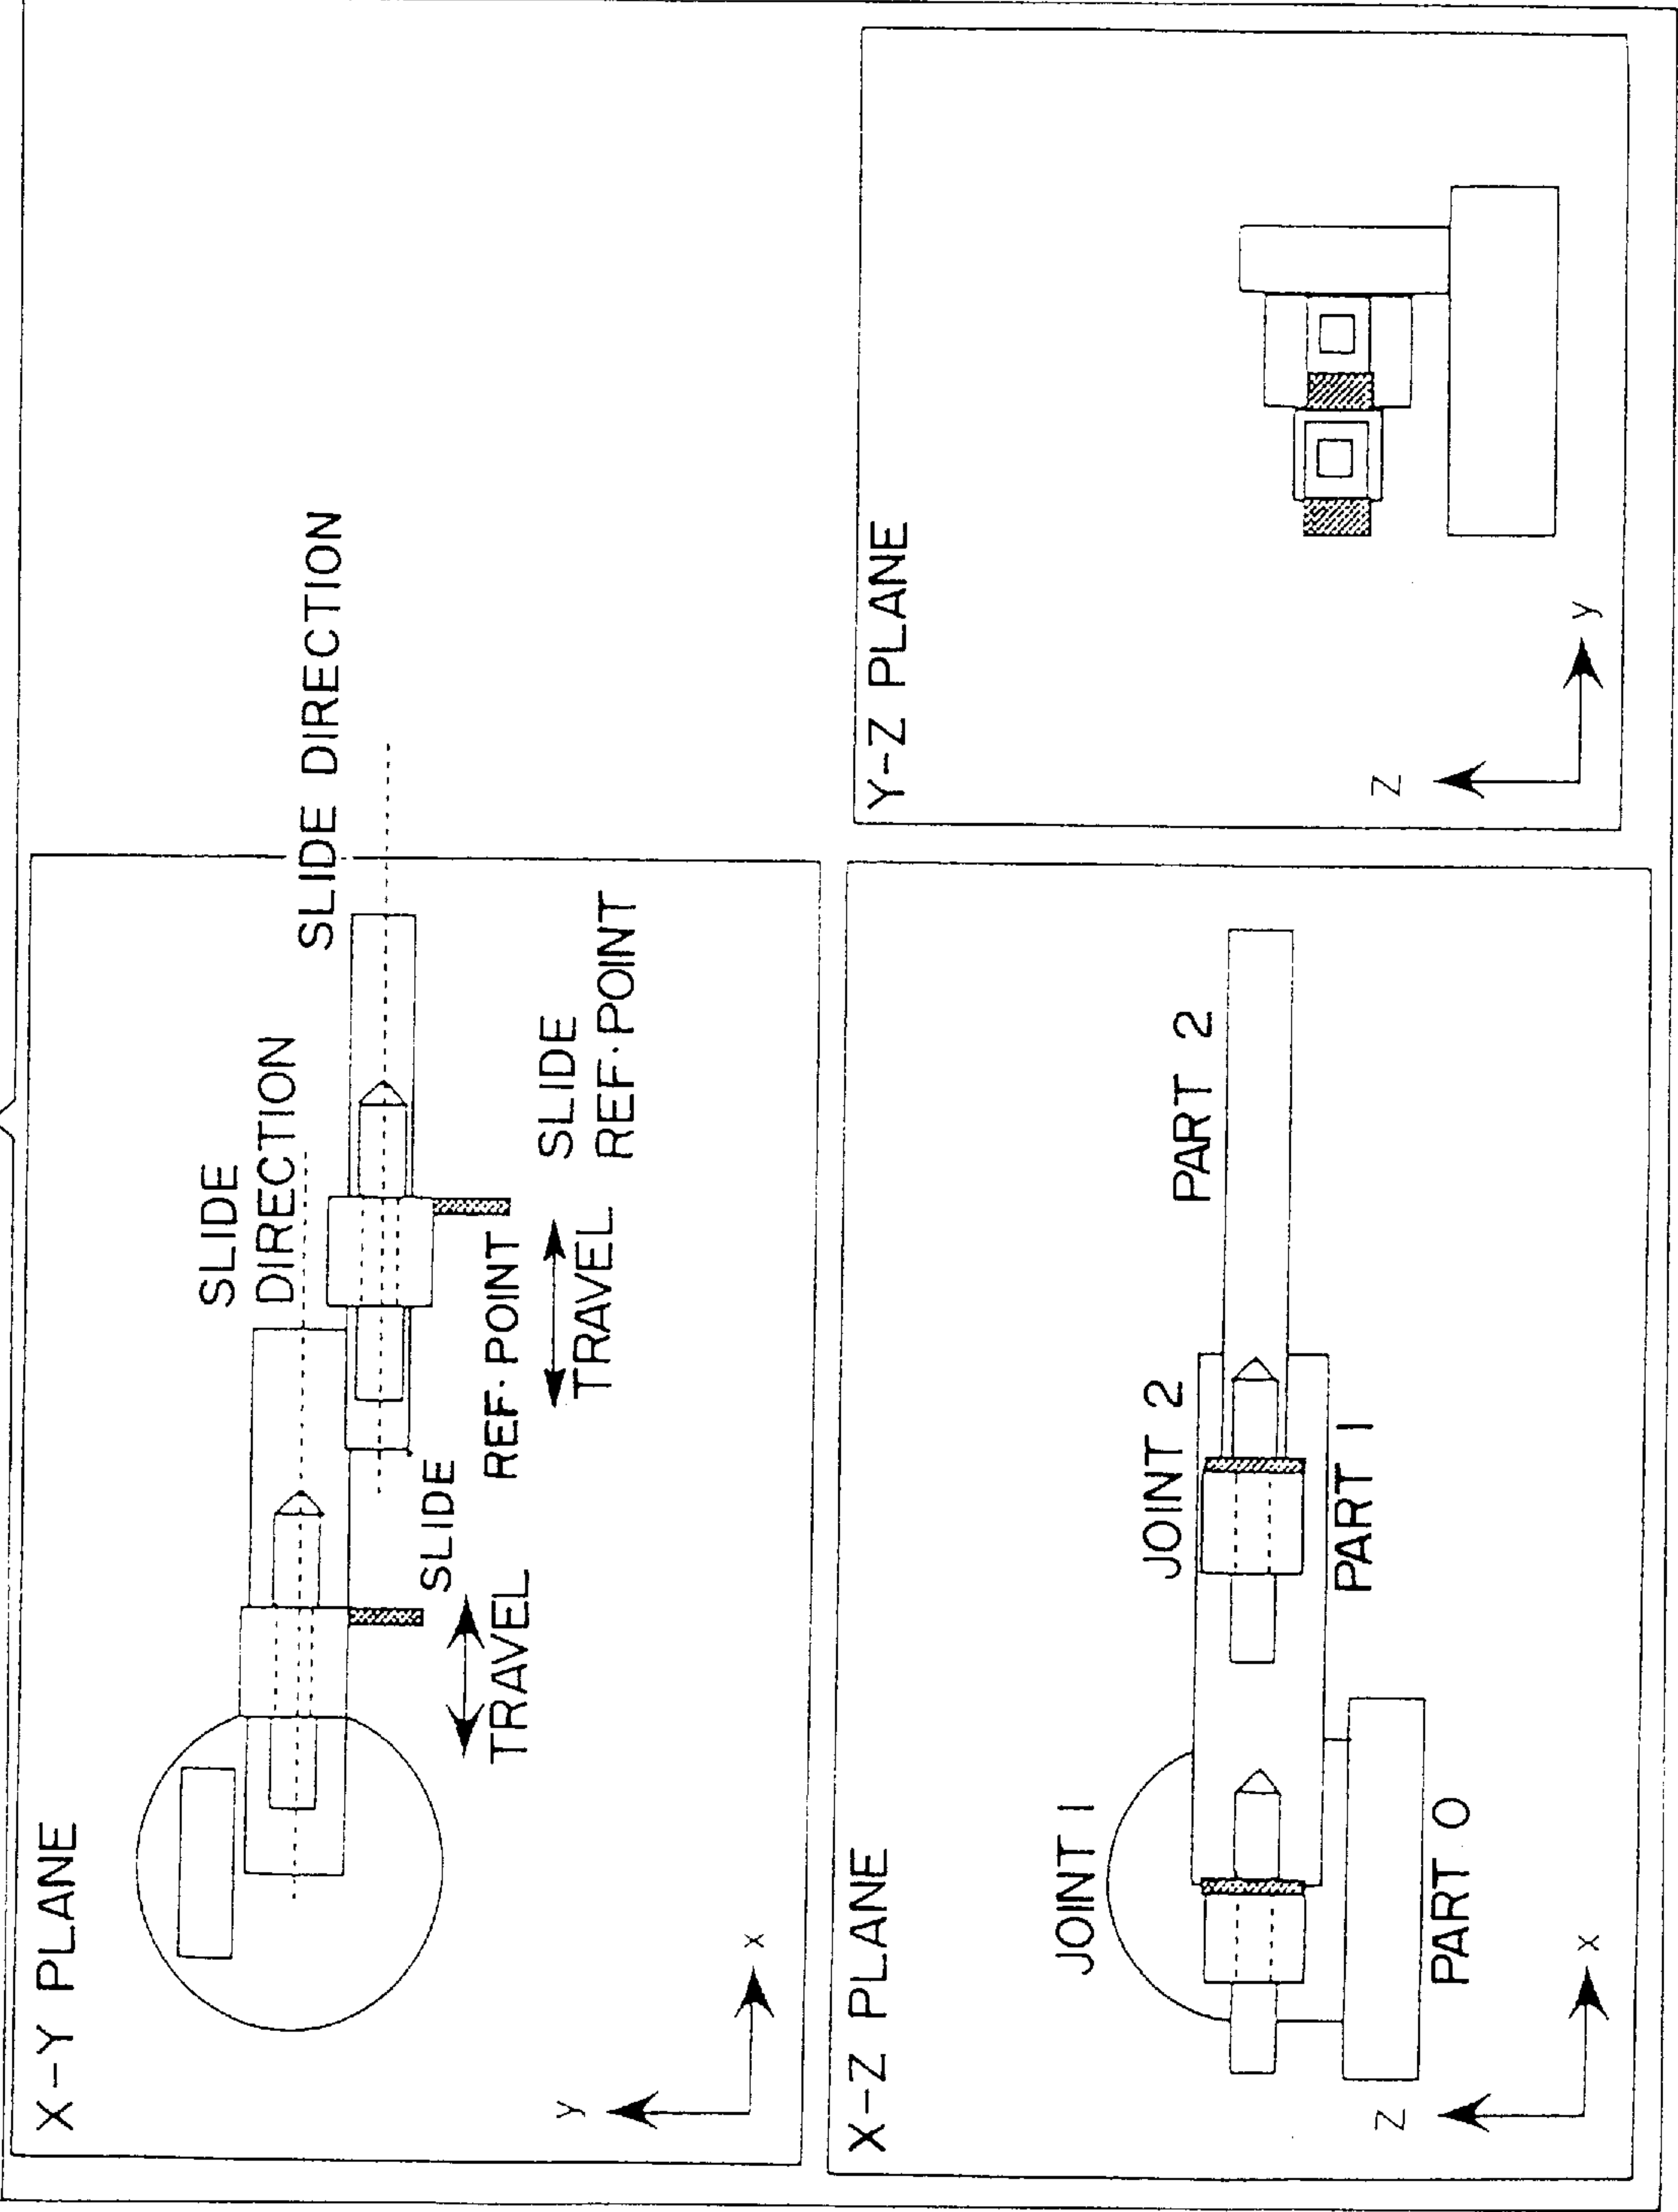 X-Y PLANE
SLIDE
DIRECTION
SLIDE DIRECTION
SLIDE
REF·POINT
TRAVEL
SLIDE
REF·POINT
TRAVEL
y
x
X-Z PLANE
JOINT 1
JOINT 2
PART 2
PART 1
PART 0
Z
x
Y-Z PLANE
Z
y